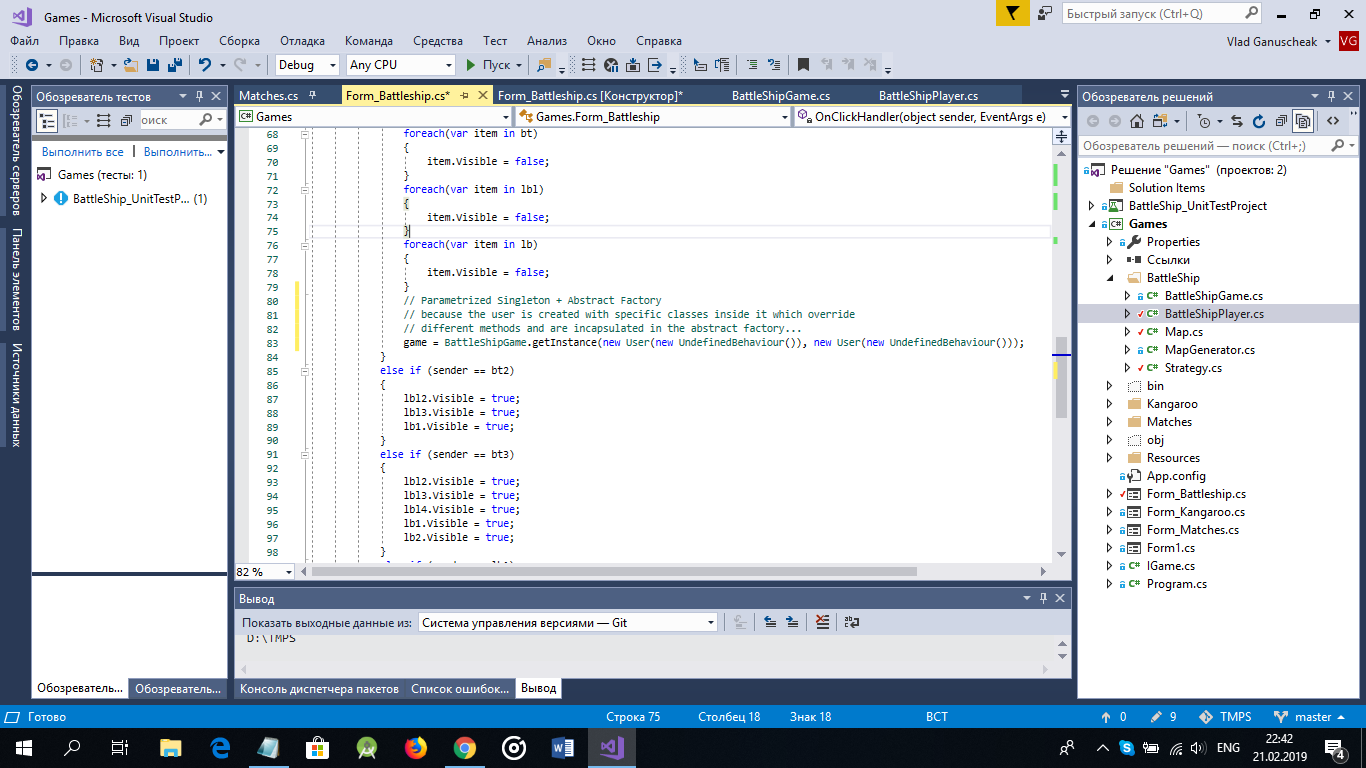 Games - Microsoft Visual Studio
Быстрый запуск (Ctrl+Q)
Файл Правка Вид Проект Сборка Отладка Команда Средства Тест Анализ Окно Справка
Vlad Ganuscheak VG
Debug Any CPU Пуск
Обозреватель серверов
Панель элементов
Источники данных
Обозреватель тестов
оиск
Выполнить все Выполнить...
Games (тесты: 1)
BattleShip_UnitTestP... (1)
Обозреватель... Обозреватель...
Matches.cs Form_Battleship.cs* Form_Battleship.cs [Конструктор]* BattleShipGame.cs BattleShipPlayer.cs
Games Games.Form_Battleship OnClickHandler(object sender, EventArgs e)
68 foreach(var item in bt)
69 {
70 item.Visible = false;
71 }
72 foreach(var item in lbl)
73 {
74 item.Visible = false;
75 }
76 foreach(var item in lb)
77 {
78 item.Visible = false;
79 }
80 // Parametrized Singleton + Abstract Factory
81 // because the user is created with specific classes inside it which override
82 // different methods and are incapsulated in the abstract factory...
83 game = BattleShipGame.getInstance(new User(new UndefinedBehaviour()), new User(new UndefinedBehaviour()));
84 }
85 else if (sender == bt2)
86 {
87 lbl2.Visible = true;
88 lbl3.Visible = true;
89 lb1.Visible = true;
90 }
91 else if (sender == bt3)
92 {
93 lbl2.Visible = true;
94 lbl3.Visible = true;
95 lbl4.Visible = true;
96 lb1.Visible = true;
97 lb2.Visible = true;
98 }
82 %
Вывод
Показать выходные данные из: Система управления версиями — Git
D:\TMPS
Консоль диспетчера пакетов Список ошибок... Вывод
Обозреватель решений
Обозреватель решений — поиск (Ctrl+;)
Решение "Games" (проектов: 2)
Solution Items
BattleShip_UnitTestProject
Games
Properties
Ссылки
BattleShip
BattleShipGame.cs
BattleShipPlayer.cs
Map.cs
MapGenerator.cs
Strategy.cs
bin
Kangaroo
Matches
obj
Resources
App.config
Form_Battleship.cs
Form_Kangaroo.cs
Form_Matches.cs
Form1.cs
IGame.cs
Program.cs
Готово Строка 75 Столбец 18 Знак 18 ВСТ 0 9 TMPS master
ENG 22:42
21.02.2019 4